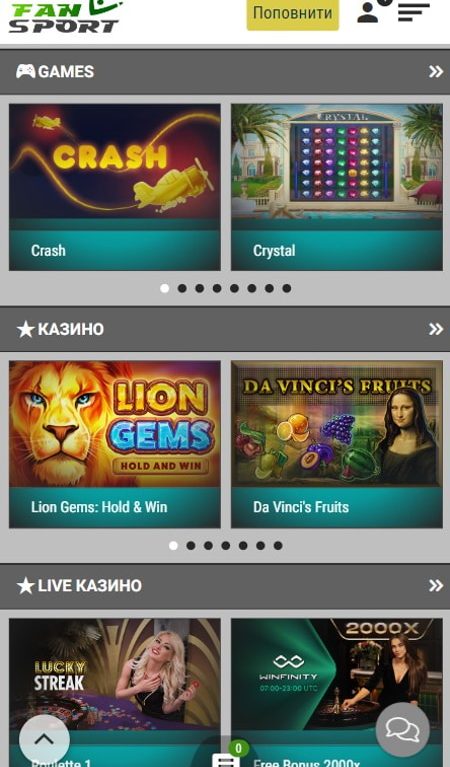 FAN
SPORT
Поповнити
GAMES
CRASH
CRYSTAL
Crash
Crystal
КАЗИНО
LION
GEMS
HOLD AND WIN
DA VINCI'S FRUITS
Lion Gems: Hold & Win
Da Vinci's Fruits
LIVE КАЗИНО
LUCKY
STREAK
2000X
WINFINITY
07:00-23:00 UTC
0
Roulette 1
Free Bonus 2000x